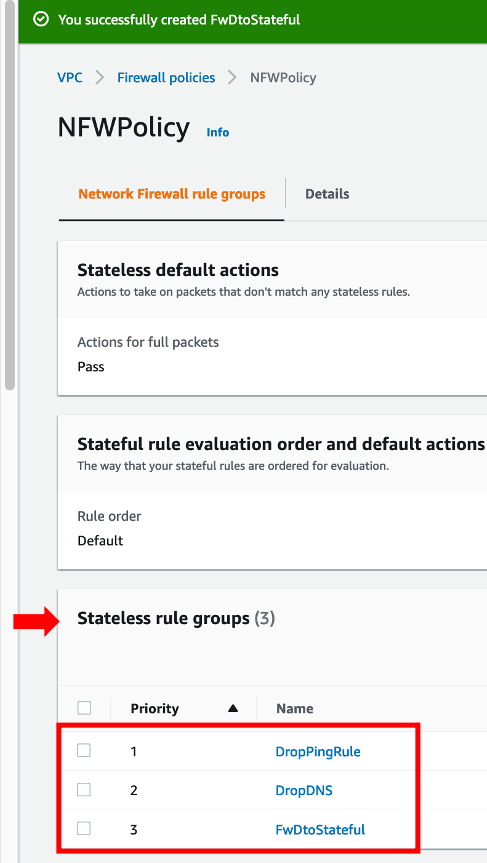 You successfully created FwDtoStateful
VPC > Firewall policies > NFWPolicy
NFWPolicy Info
Network Firewall rule groups Details
Stateless default actions
Actions to take on packets that don't match any stateless rules.
Actions for full packets
Pass
Stateful rule evaluation order and default actions
The way that your stateful rules are ordered for evaluation.
Rule order
Default
Stateless rule groups (3)
Priority Name
1 DropPingRule
2 DropDNS
3 FwDtoStateful